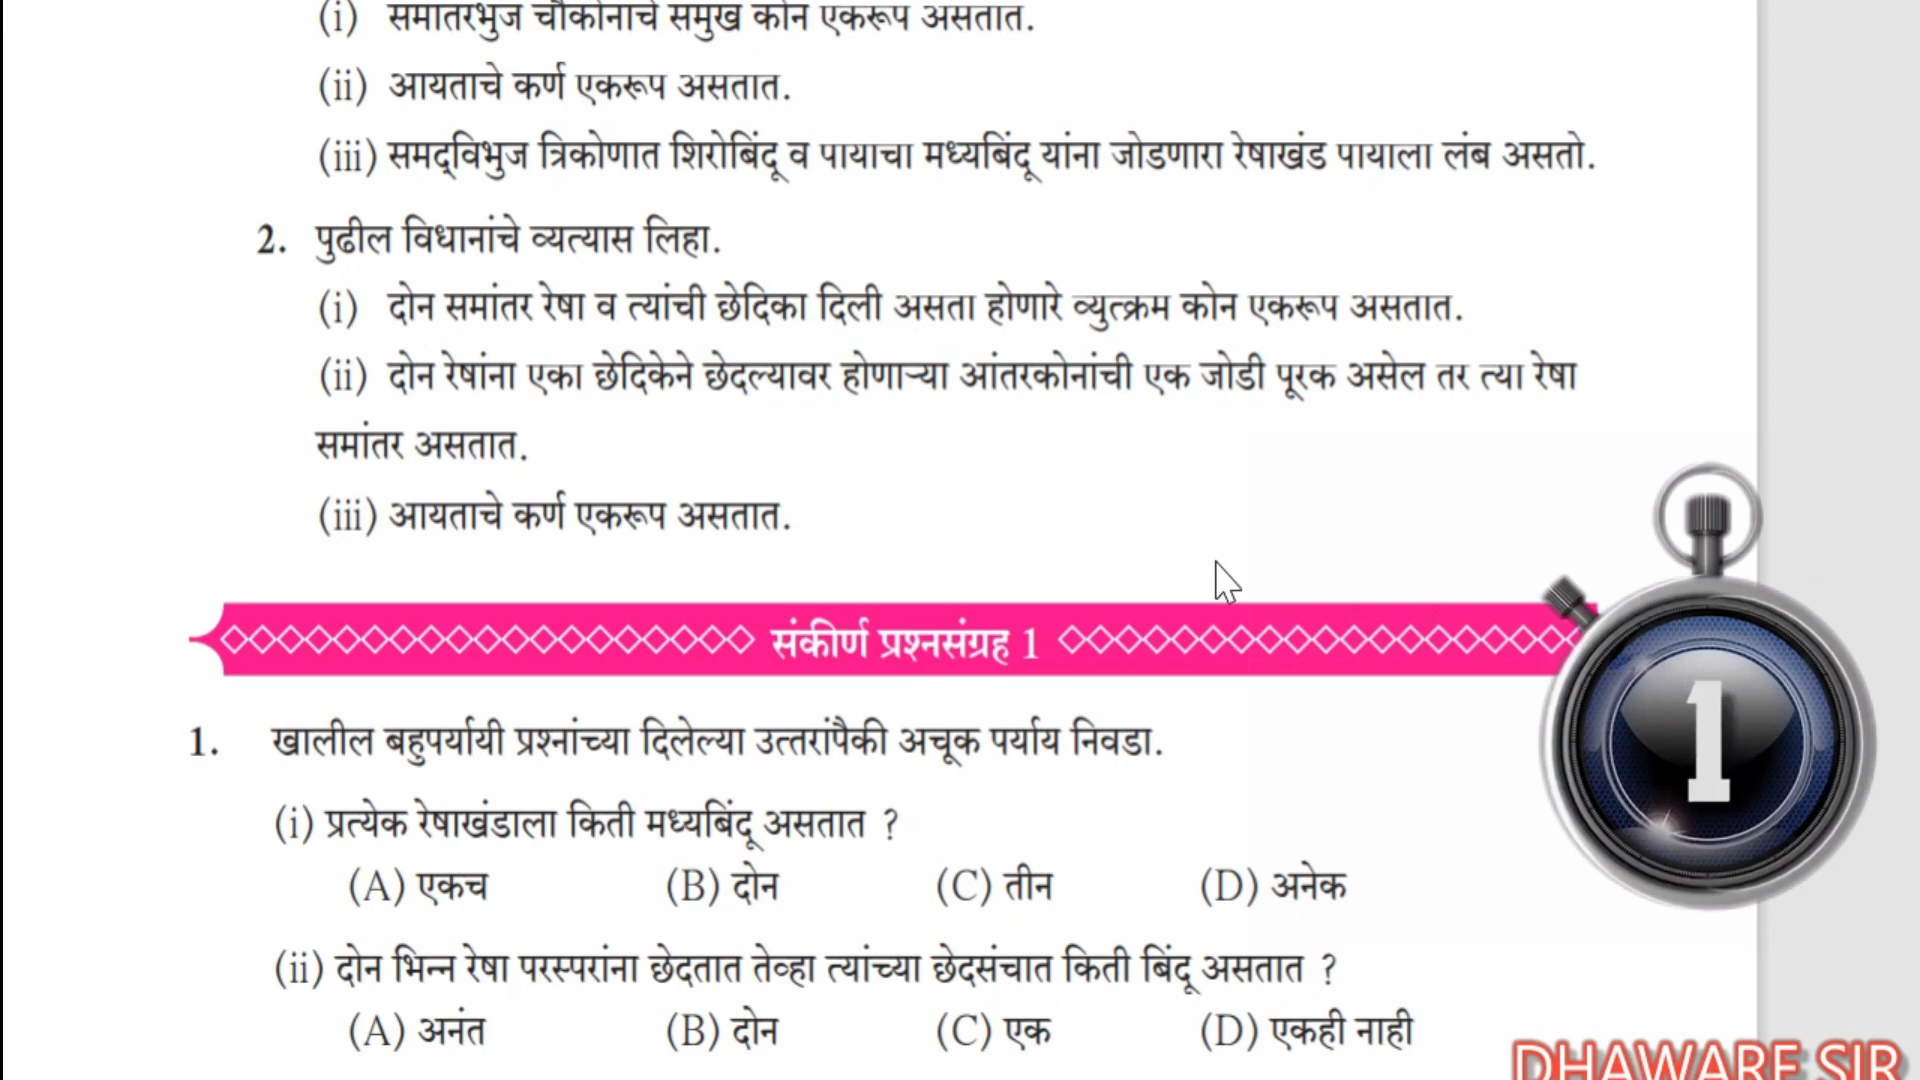 (i) समांतरभुज चौकोनाचे संमुख कोन एकरूप असतात.
(ii) आयताचे कर्ण एकरूप असतात.
(iii) समद्‌विभुज त्रिकोणात शिरोबिंदू व पायाचा मध्यबिंदू यांना जोडणारा रेषाखंड पायाला लंब असतो.
2. पुढील विधानांचे व्यत्यास लिहा.
(i) दोन समांतर रेषा व त्यांची छेदिका दिली असता होणारे व्युत्क्रम कोन एकरूप असतात.
(ii) दोन रेषांना एका छेदिकेने छेदल्यावर होणाऱ्या आंतरकोनांची एक जोडी पूरक असेल तर त्या रेषा
समांतर असतात.
(iii) आयताचे कर्ण एकरूप असतात.
संकीर्ण प्रश्नसंग्रह 1
1
1. खालील बहुपर्यायी प्रश्नांच्या दिलेल्या उत्तरांपैकी अचूक पर्याय निवडा.
(i) प्रत्येक रेषाखंडाला किती मध्यबिंदू असतात ?
(A) एकच (B) दोन (C) तीन (D) अनेक
(ii) दोन भिन्न रेषा परस्परांना छेदतात तेव्हा त्यांच्या छेदसंचात किती बिंदू असतात ?
(A) अनंत (B) दोन (C) एक (D) एकही नाही
DHAWARE SIR